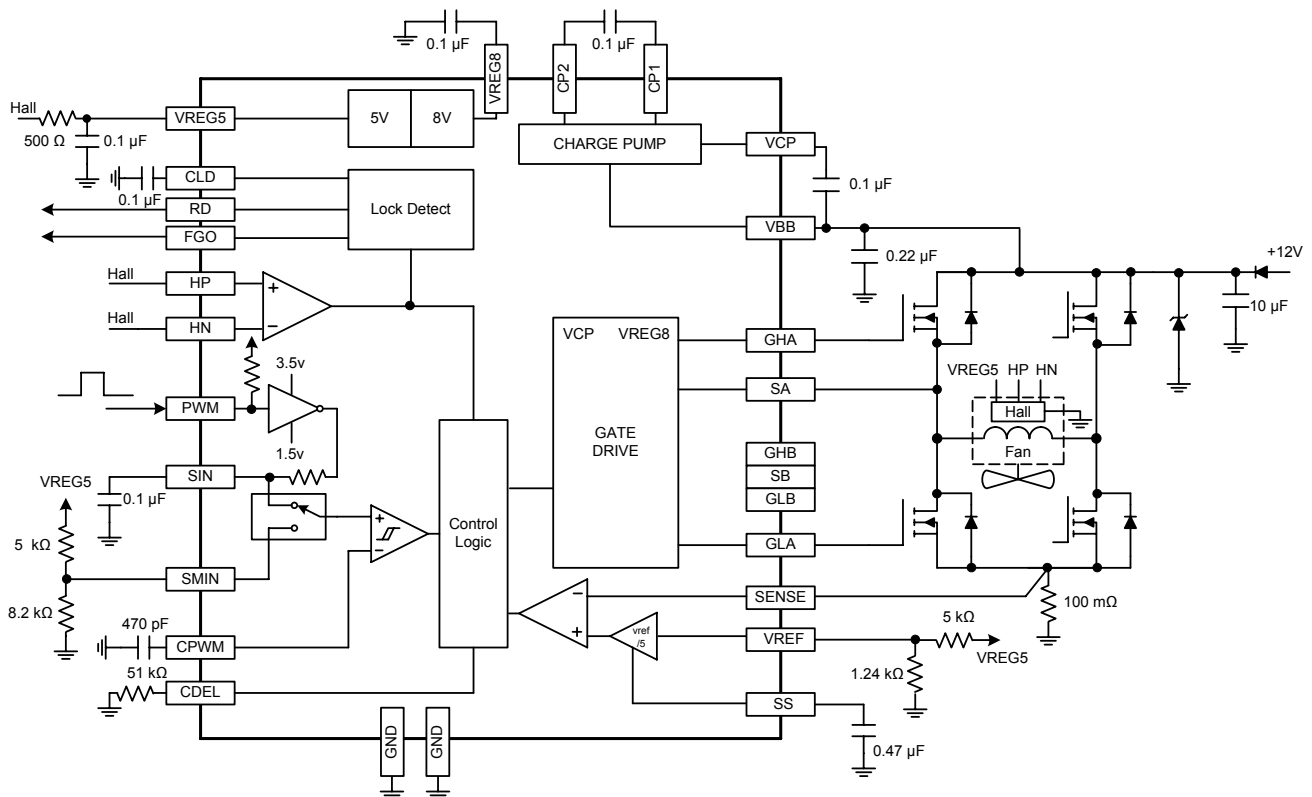 0.1 µF
0.1 µF
VREG8
CP2
CP1
Hall
VREG5
500 Ω
0.1 µF
5V
8V
CHARGE PUMP
VCP
0.1 µF
CLD
0.1 µF
RD
FGO
Lock Detect
VBB
0.22 µF
+12V
10 µF
Hall
HP
+
Hall
HN
−
VCP
VREG8
GATE
DRIVE
GHA
SA
GHB
SB
GLB
GLA
VREG5
HP
HN
Hall
Fan
3.5v
PWM
1.5v
SIN
0.1 µF
VREG5
5 kΩ
SMIN
8.2 kΩ
+
−
Control
Logic
470 pF
CPWM
51 kΩ
CDEL
−
+
vref
/5
SENSE
100 mΩ
VREF
5 kΩ
VREG5
1.24 kΩ
SS
0.47 µF
GND
GND